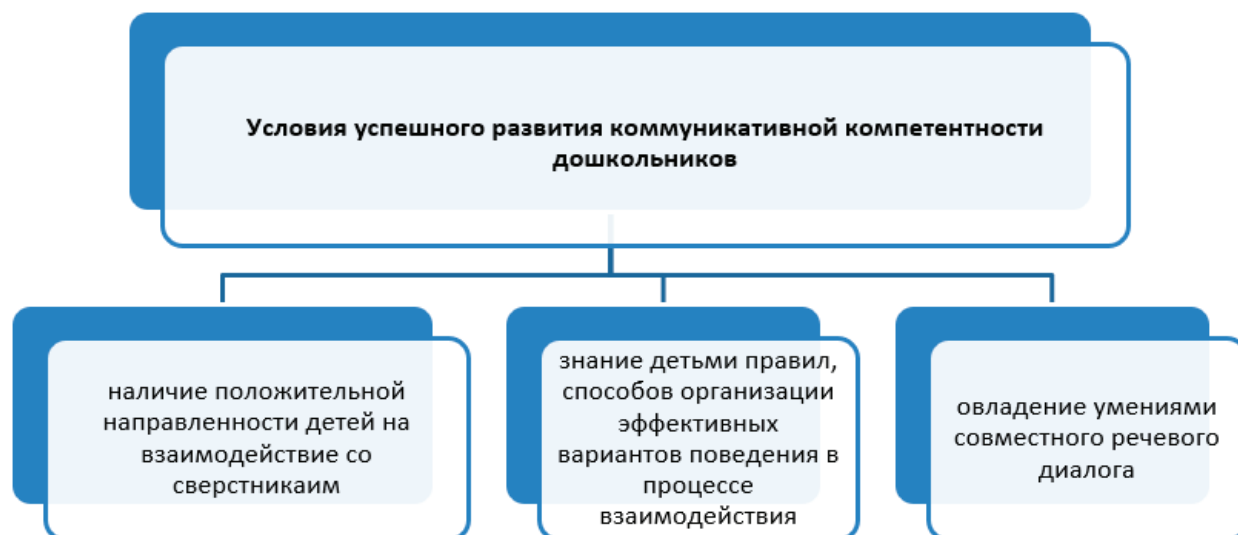 Условия успешного развития коммуникативной компетентности
дошкольников
наличие положительной
направленности детей на
взаимодействие со
сверстникаим
знание детьми правил,
способов организации
эффективных
вариантов поведения в
процессе
взаимодействия
овладение умениями
совместного речевого
диалога